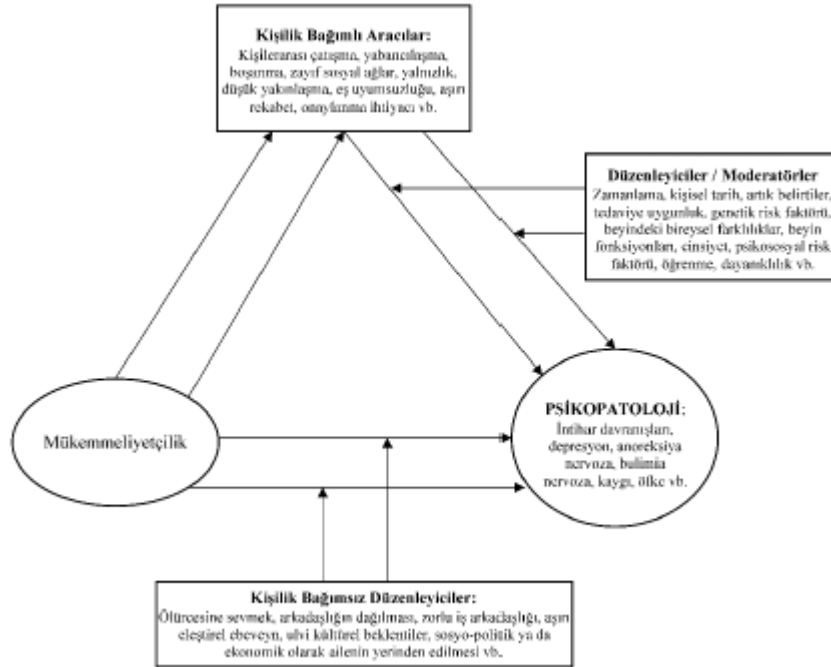 Kişilik Bağımlı Aracılar:
Kişilerarası çatışma, yabancılaşma,
boşanma, zayıf sosyal ağlar, yalnızlık,
düşük yakınlaşma, eş uyumsuzluğu, aşırı
rekabet, onaylanma ihtiyacı vb.
Düzenleyiciler / Moderatörler
Zamanlama, kişisel tarih, artık belirtiler,
tedaviye uygunluk, genetik risk faktörü,
beyindeki bireysel farklılıklar, beyin
fonksiyonları, cinsiyet, psikososyal risk
faktörü, öğrenme, dayanıklılık vb.
Mükemmeliyetçilik
PSİKOPATOLOJİ:
İntihar davranışları,
depresyon, anoreksiya
nervoza, bulimia
nervoza, kaygı, öfke vb.
Kişilik Bağımsız Düzenleyiciler:
Ölürcesine sevmek, arkadaşlığın dağılması, zorlu iş arkadaşlığı, aşırı
eleştirel ebeveyn, ulvi kültürel beklentiler, sosyo-politik ya da
ekonomik olarak ailenin yerinden edilmesi vb.